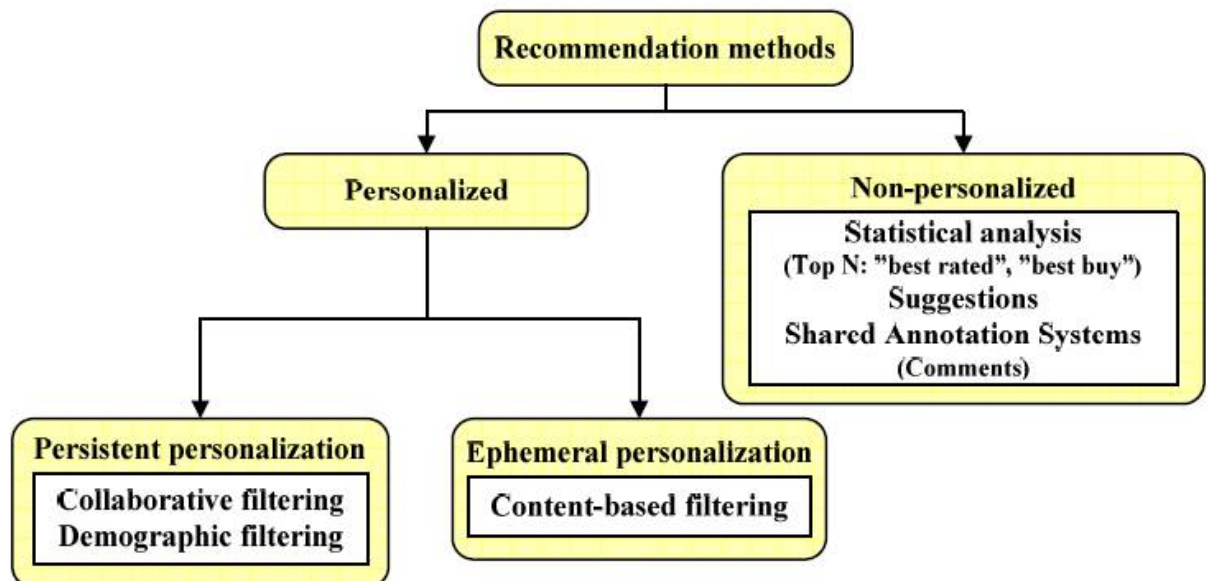 Recommendation methods
Personalized
Non-personalized
Statistical analysis
(Top N: ”best rated”, ”best buy”)
Suggestions
Shared Annotation Systems
(Comments)
Persistent personalization
Collaborative filtering
Demographic filtering
Ephemeral personalization
Content-based filtering